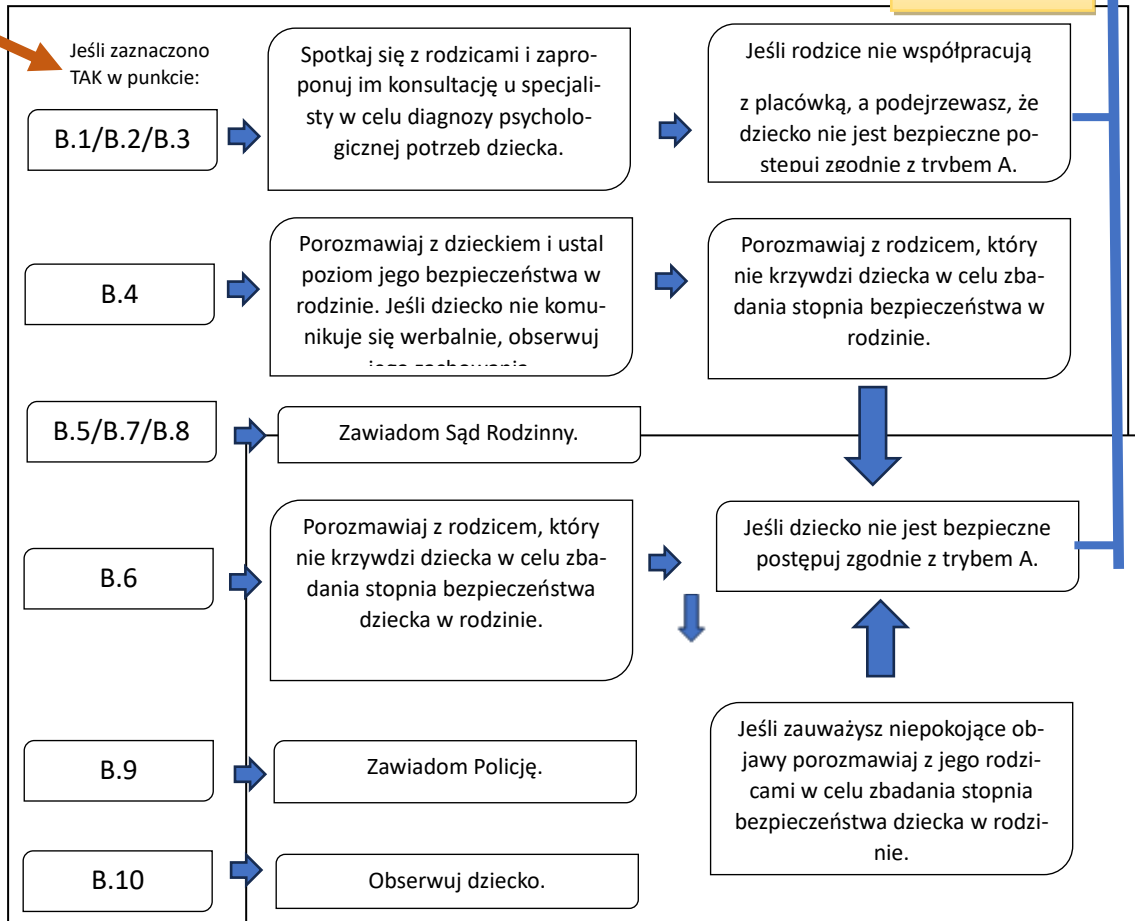 Jeśli zaznaczono
TAK w punkcie:
B.1/B.2/B.3
Spotkaj się z rodzicami i zapro-
ponuj im konsultację u specjali-
sty w celu diagnozy psycholo-
gicznej potrzeb dziecka.
Jeśli rodzice nie współpracują
z placówką, a podejrzewasz, że
dziecko nie jest bezpieczne po-
stępuj zgodnie z trybem A.
B.4
Porozmawiaj z dzieckiem i ustal
poziom jego bezpieczeństwa w
rodzinie. Jeśli dziecko nie komu-
nikuje się werbalnie, obserwuj
jego zachowania
Porozmawiaj z rodzicem, który
nie krzywdzi dziecka w celu zba-
dania stopnia bezpieczeństwa w
rodzinie.
B.5/B.7/B.8
Zawiadom Sąd Rodzinny.
B.6
Porozmawiaj z rodzicem, który
nie krzywdzi dziecka w celu zba-
dania stopnia bezpieczeństwa
dziecka w rodzinie.
Jeśli dziecko nie jest bezpieczne
postępuj zgodnie z trybem A.
B.9
Zawiadom Policję.
Jeśli zauważysz niepokojące ob-
jawy porozmawiaj z jego rodzi-
cami w celu zbadania stopnia
bezpieczeństwa dziecka w rodzi-
nie.
B.10
Obserwuj dziecko.